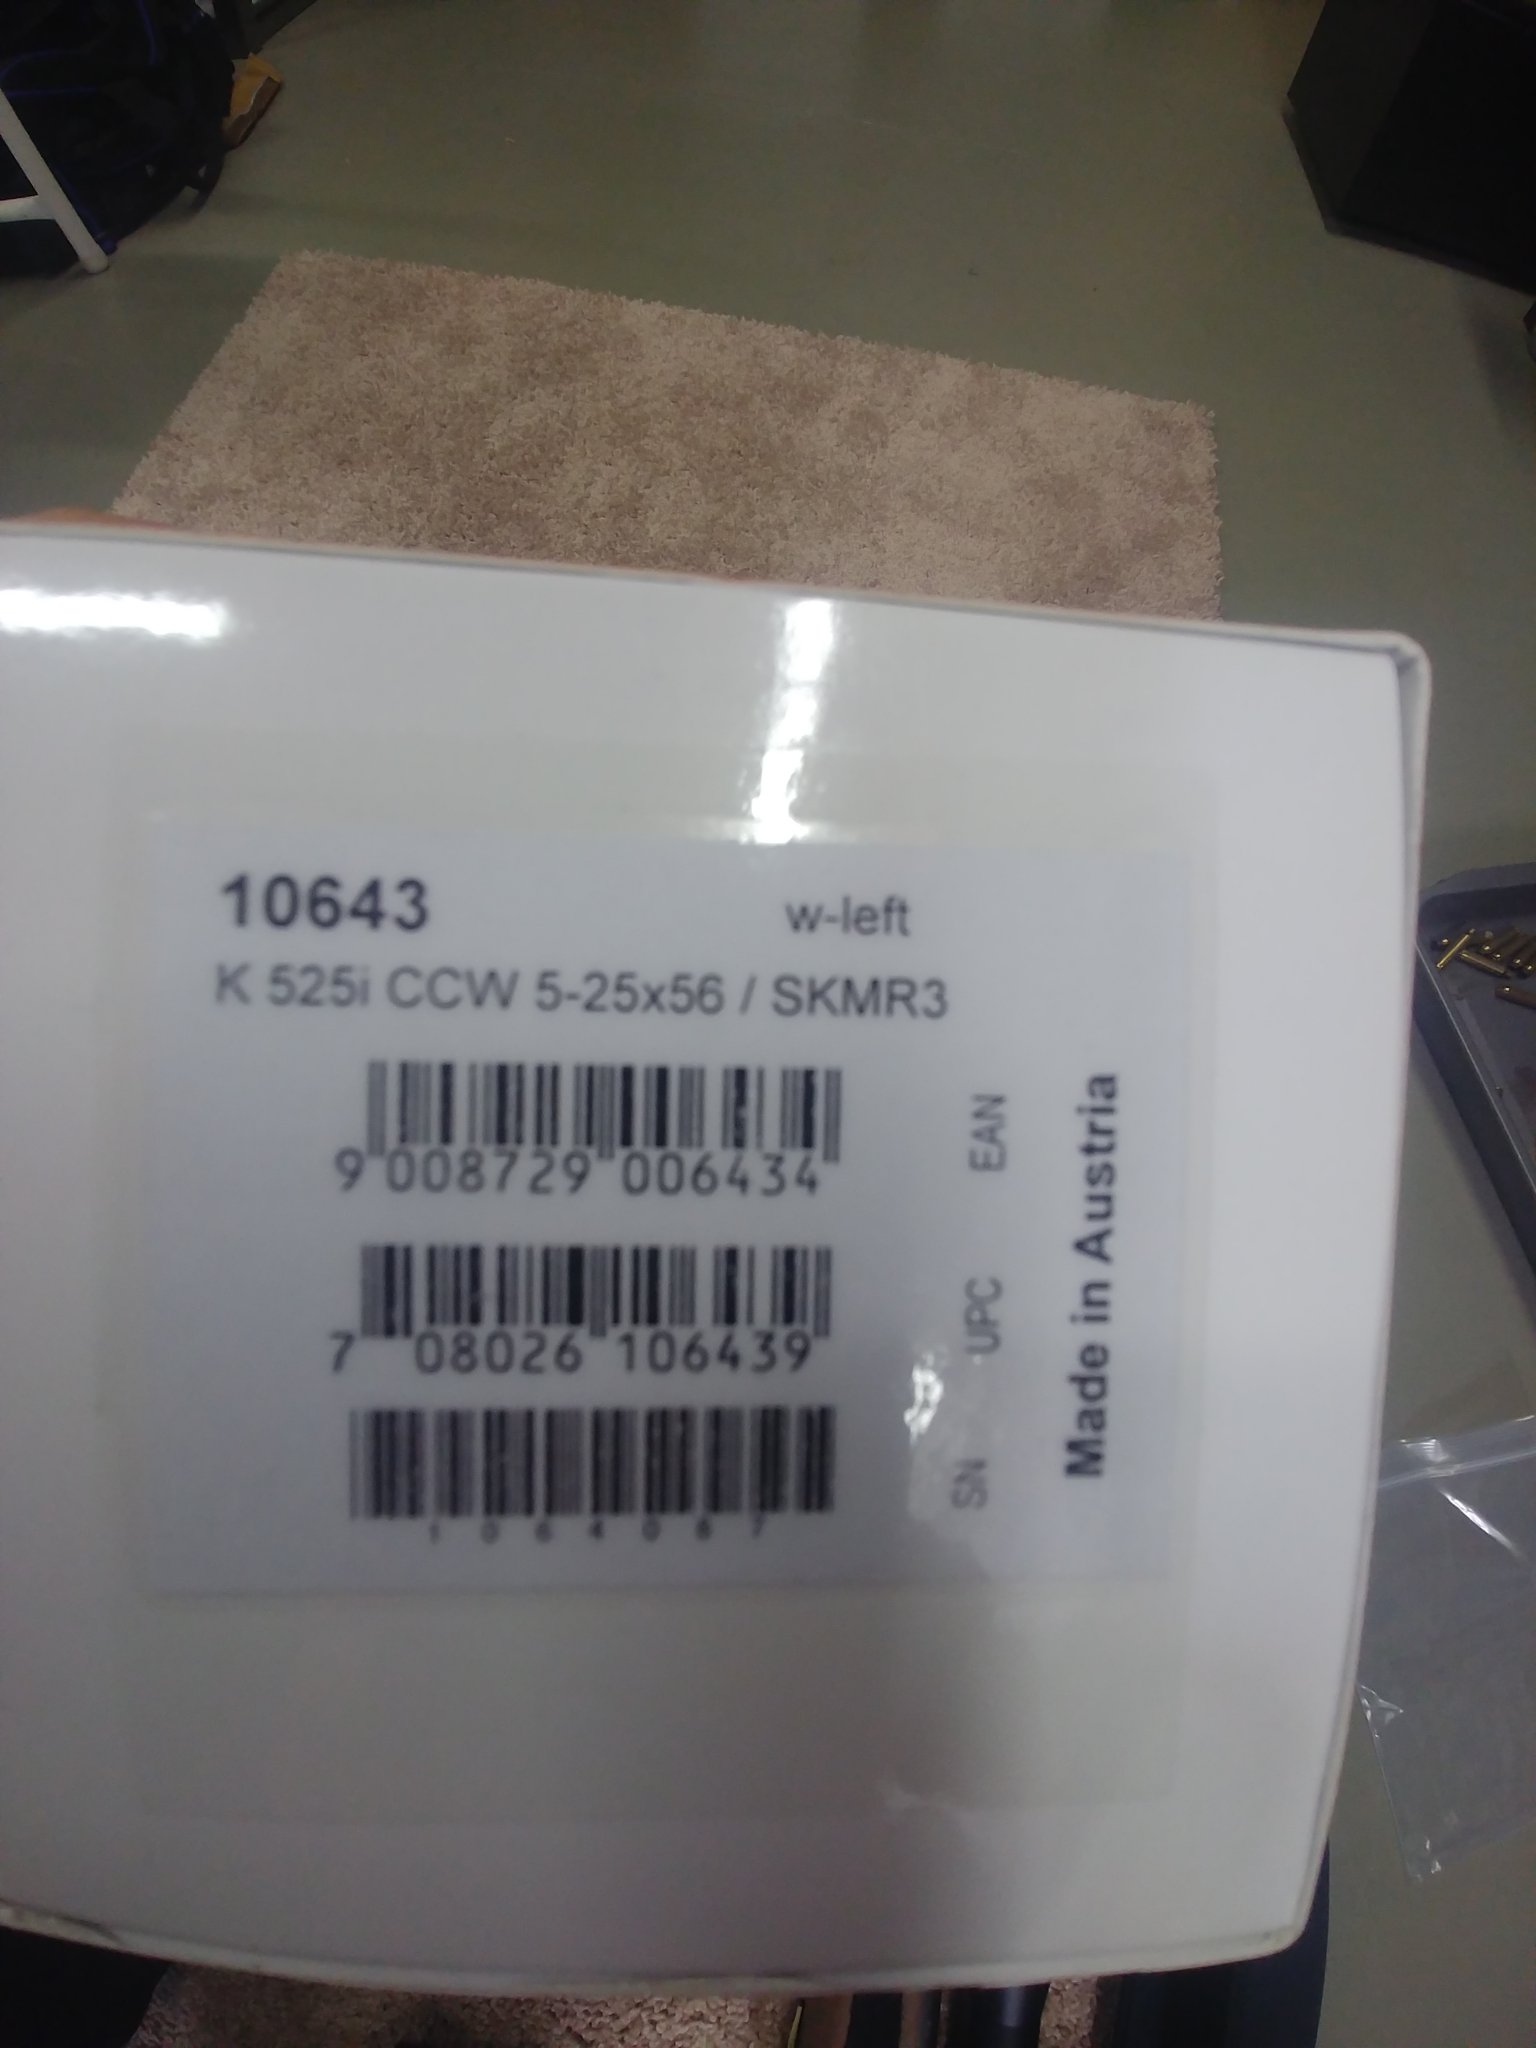 10643 w-left
K 525i CCW 5-25x56 / SKMR3
9 008729 006434 EAN
7 08026 106439 UPC
1064067 SN
Made in Austria